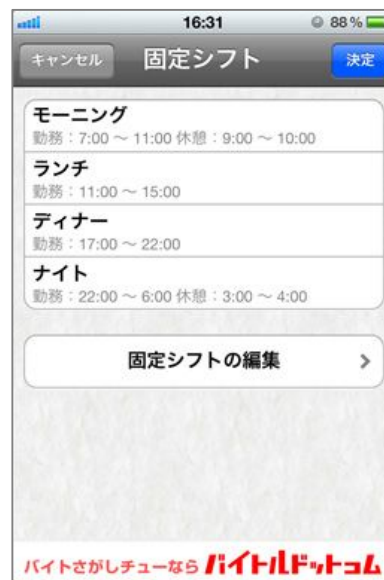 16:31
88 %
キャンセル 固定シフト 決定
モーニング
勤務：7:00 〜 11:00 休憩：9:00 〜 10:00
ランチ
勤務：11:00 〜 15:00
ディナー
勤務：17:00 〜 22:00
ナイト
勤務：22:00 〜 6:00 休憩：3:00 〜 4:00
固定シフトの編集
バイトさがしチューなら バイトルドットコム